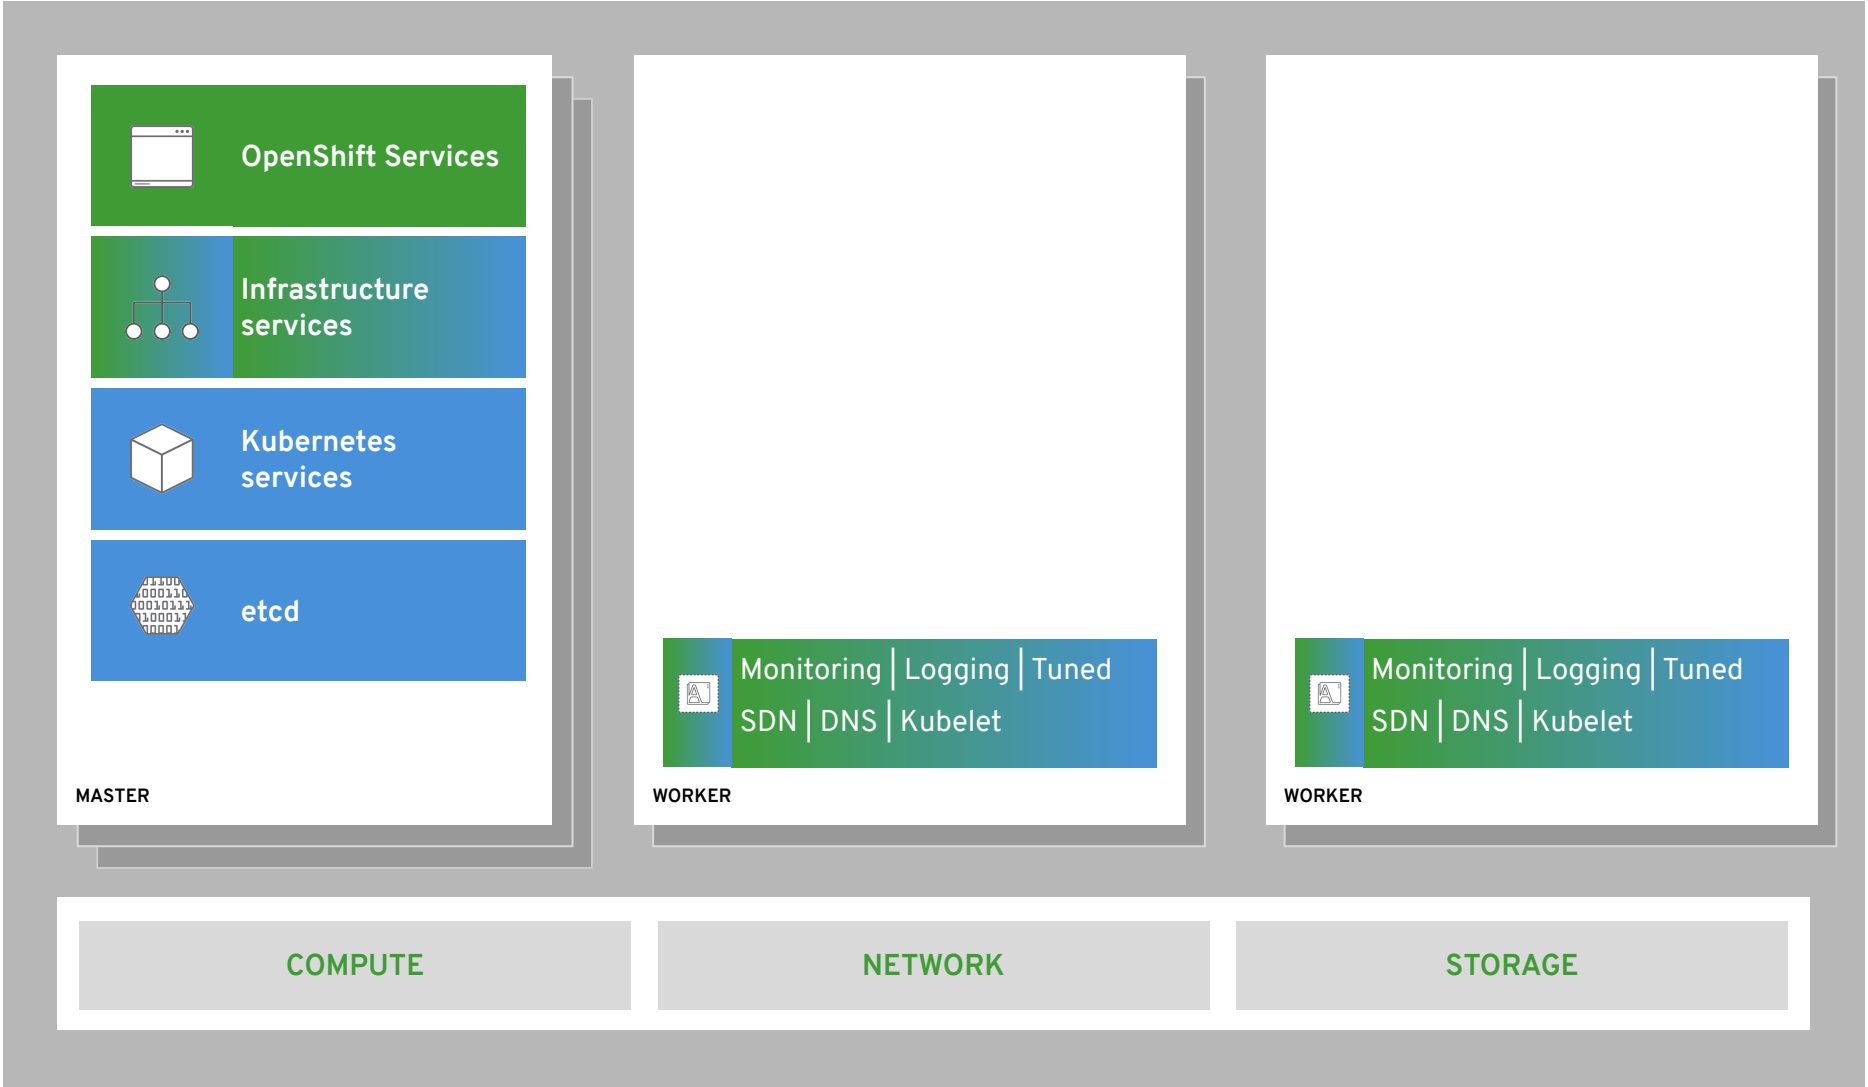 OpenShift Services
Infrastructure
services
Kubernetes
services
etcd
MASTER
Monitoring | Logging | Tuned
SDN | DNS | Kubelet
WORKER
Monitoring | Logging | Tuned
SDN | DNS | Kubelet
WORKER
COMPUTE
NETWORK
STORAGE